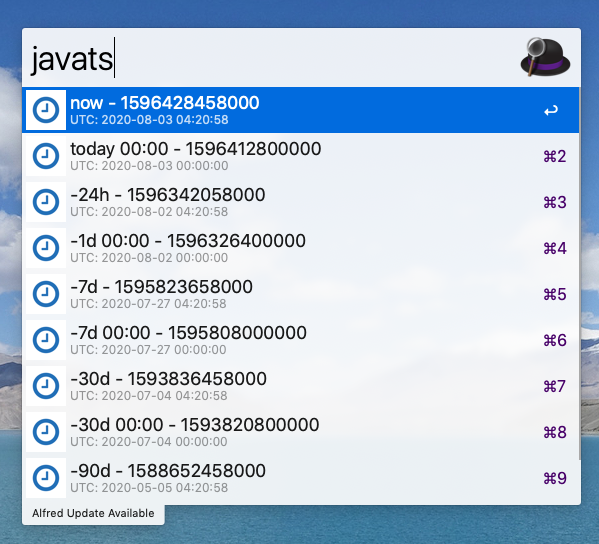 javats
now - 1596428458000
↩
UTC: 2020-08-03 04:20:58
today 00:00 - 1596412800000
⌘2
UTC: 2020-08-03 00:00:00
-24h - 1596342058000
⌘3
UTC: 2020-08-02 04:20:58
-1d 00:00 - 1596326400000
⌘4
UTC: 2020-08-02 00:00:00
-7d - 1595823658000
⌘5
UTC: 2020-07-27 04:20:58
-7d 00:00 - 1595808000000
⌘6
UTC: 2020-07-27 00:00:00
-30d - 1593836458000
⌘7
UTC: 2020-07-04 04:20:58
-30d 00:00 - 1593820800000
⌘8
UTC: 2020-07-04 00:00:00
-90d - 1588652458000
⌘9
UTC: 2020-05-05 04:20:58
Alfred Update Available